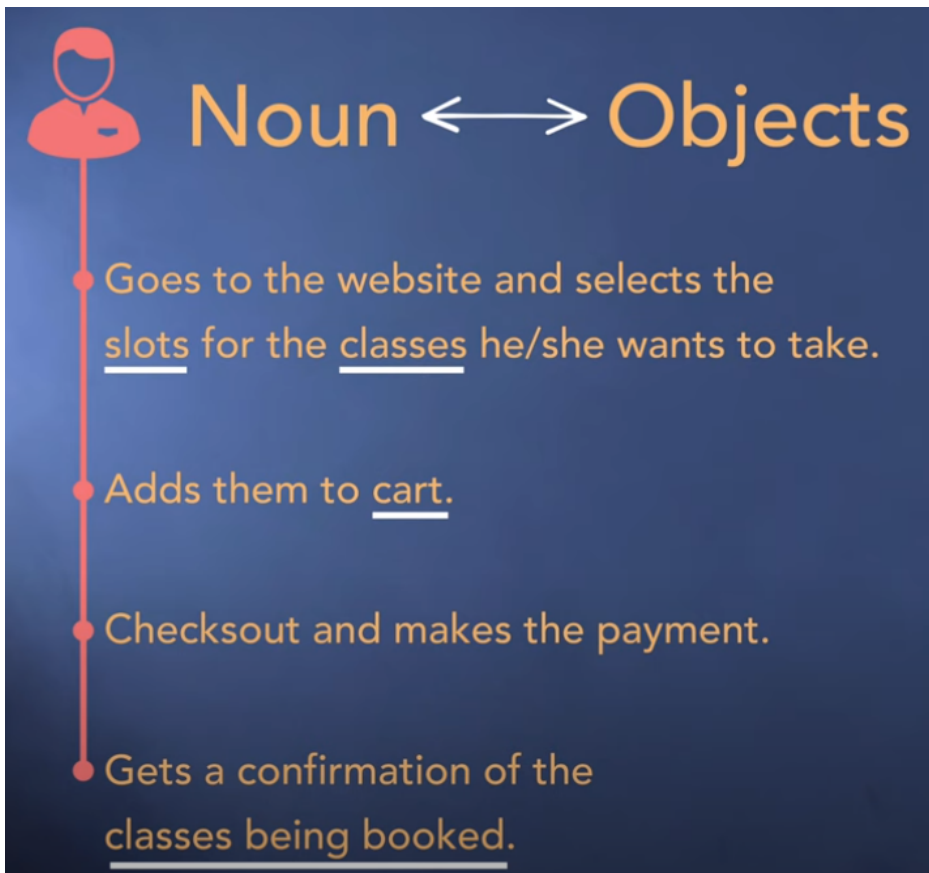 Noun ↔ Objects
Goes to the website and selects the
slots for the classes he/she wants to take.
Adds them to cart.
Checksout and makes the payment.
Gets a confirmation of the
classes being booked.